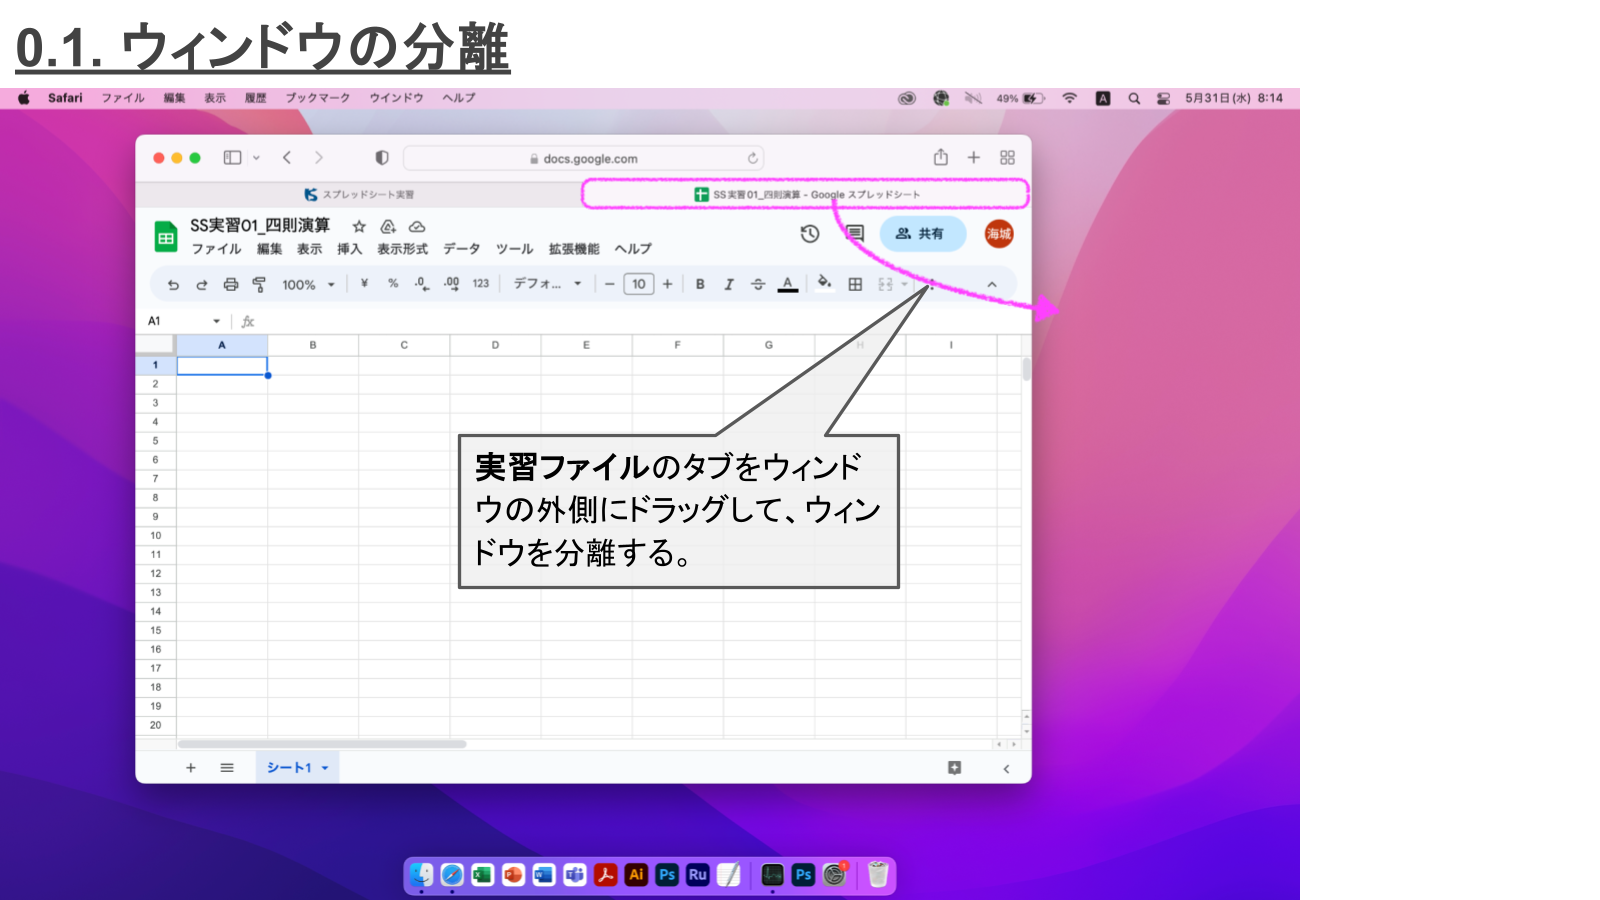 0.1. ウィンドウの分離
Safari ファイル 編集 表示 履歴 ブックマーク ウインドウ ヘルプ 49% A 5月31日(水) 8:14
docs.google.com
スプレッドシート実習 SS実習01_四則演算 - Google スプレッドシート
SS実習01_四則演算
ファイル 編集 表示 挿入 表示形式 データ ツール 拡張機能 ヘルプ 共有 海城
100% ¥ % .0 .00 123 デフォ... − 10 + B I S A
A1 fx
A B C D E F G H I
1
2
3
4
5
6
7
8
9
10
11
12
13
14
15
16
17
18
19
20
実習ファイルのタブをウィンド
ウの外側にドラッグして、ウィン
ドウを分離する。
+ シート1
Ai Ps Ru Ps 1